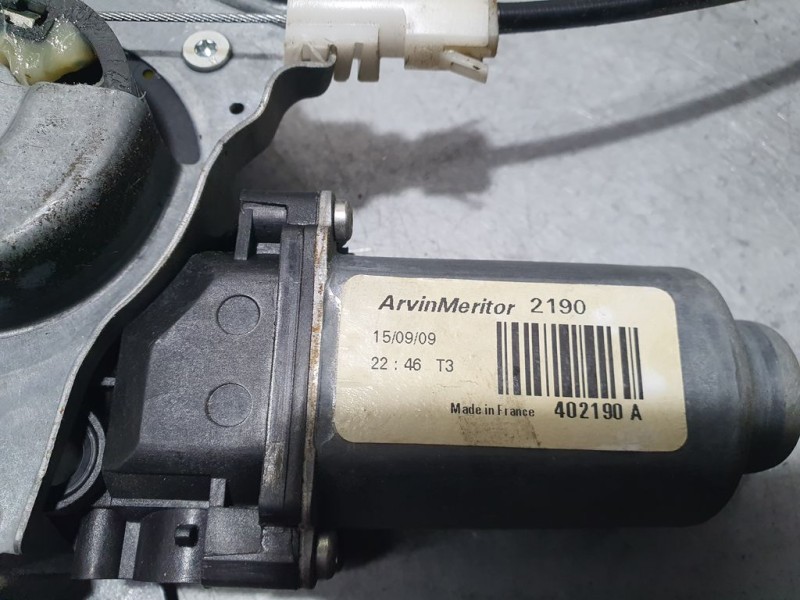 ArvinMeritor 2190
15/09/09
22 : 46 T3
Made in France 402190 A